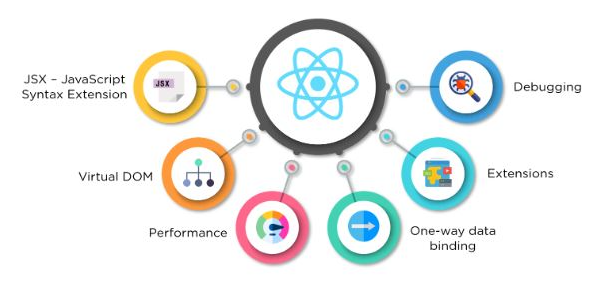 JSX – JavaScript
Syntax Extension
JSX
Debugging
Virtual DOM
Extensions
Performance
One-way data
binding